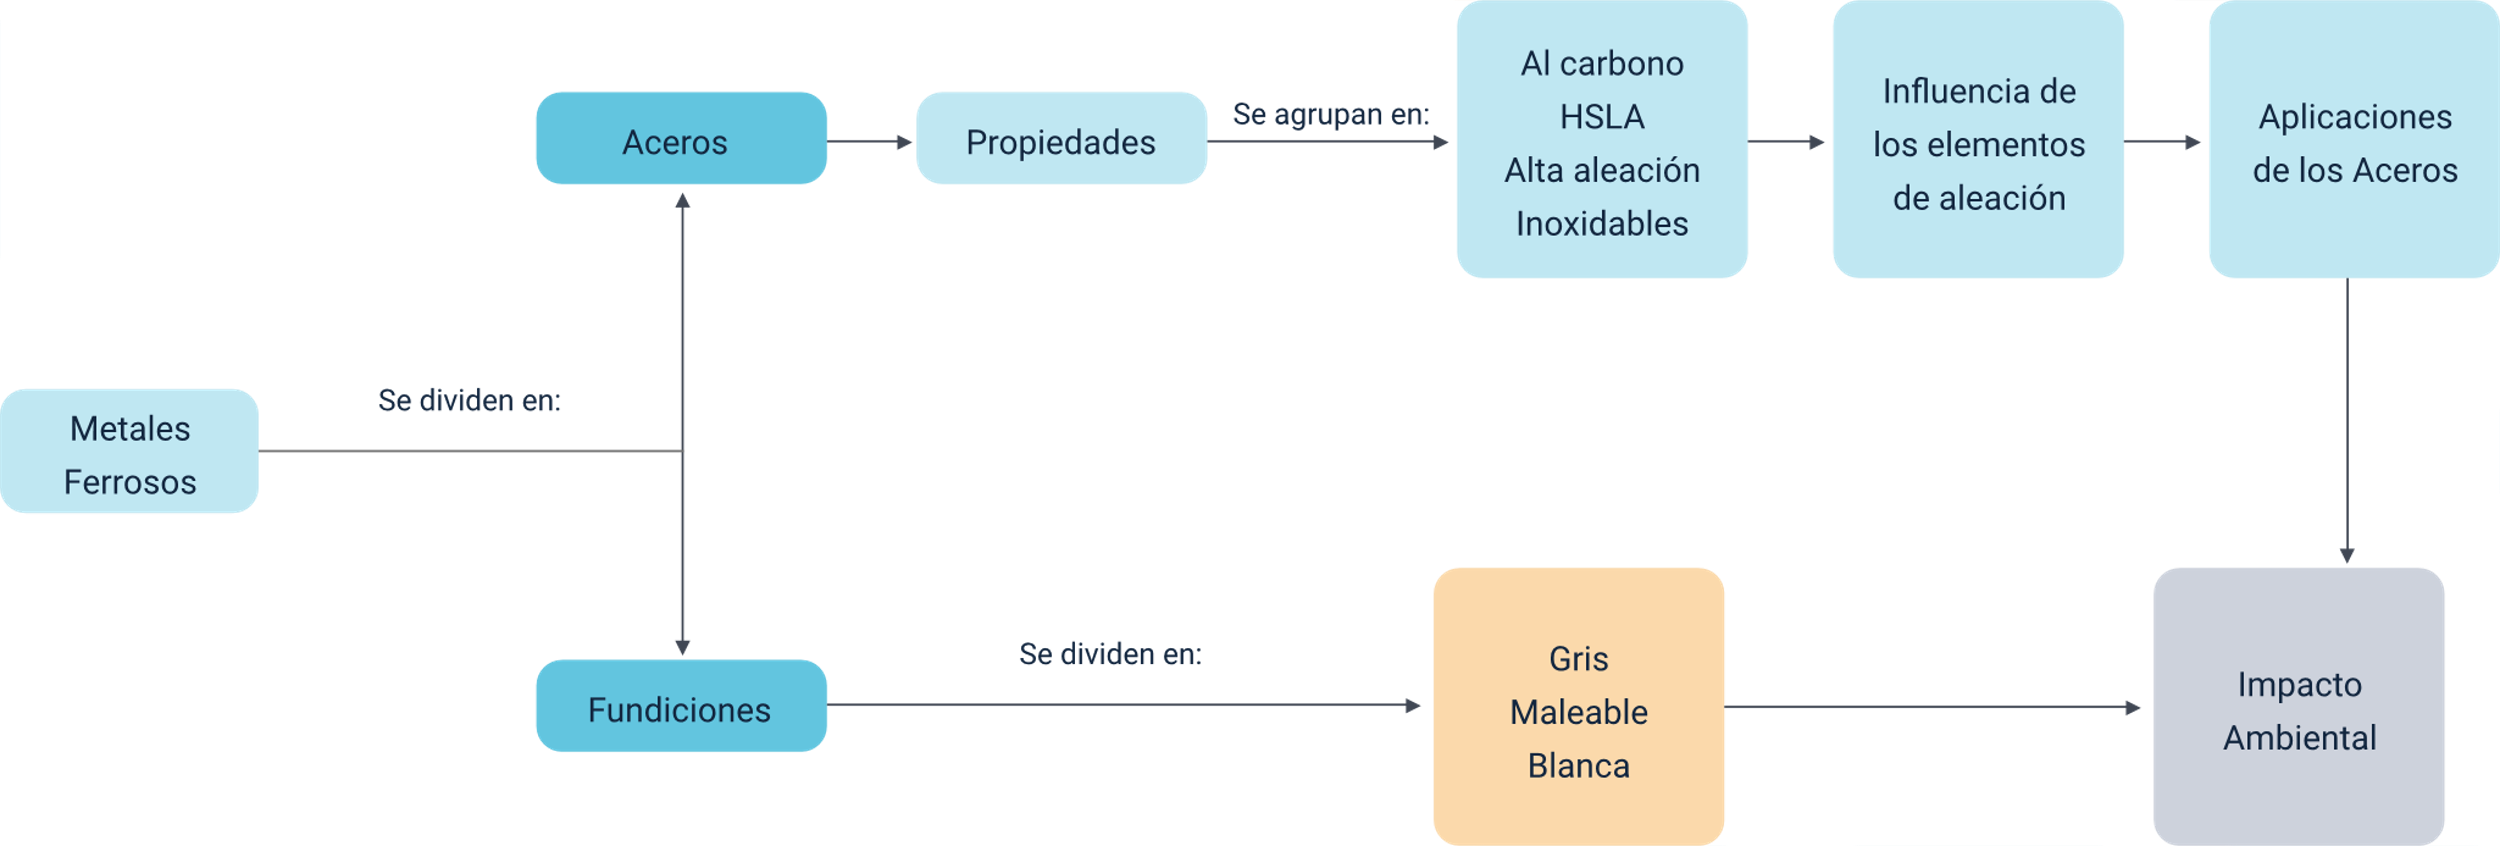 Metales
Ferrosos
Se dividen en:
Aceros
Propiedades
Se agrupan en:
Al carbono
HSLA
Alta aleación
Inoxidables
Influencia de
los elementos
de aleación
Aplicaciones
de los Aceros
Fundiciones
Se dividen en:
Gris
Maleable
Blanca
Impacto
Ambiental